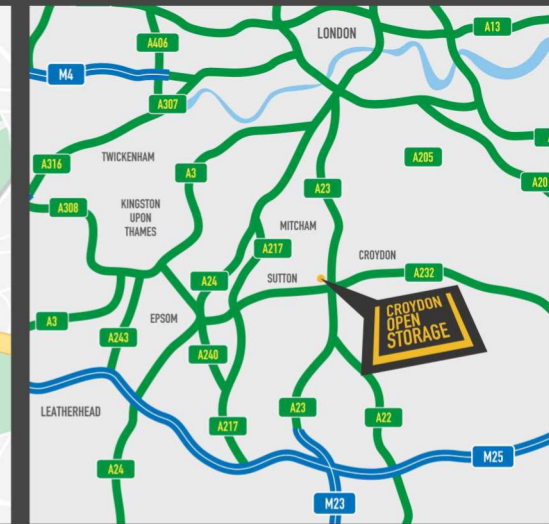 LONDON
A13
A406
M4
A307
A316
TWICKENHAM
A3
A205
A20
A308
KINGSTON
UPON
THAMES
A23
MITCHAM
A217
CROYDON
A24
SUTTON
A232
CROYDON
OPEN
STORAGE
A3
EPSOM
A243
A240
LEATHERHEAD
A217
A23
A22
A24
M25
M23